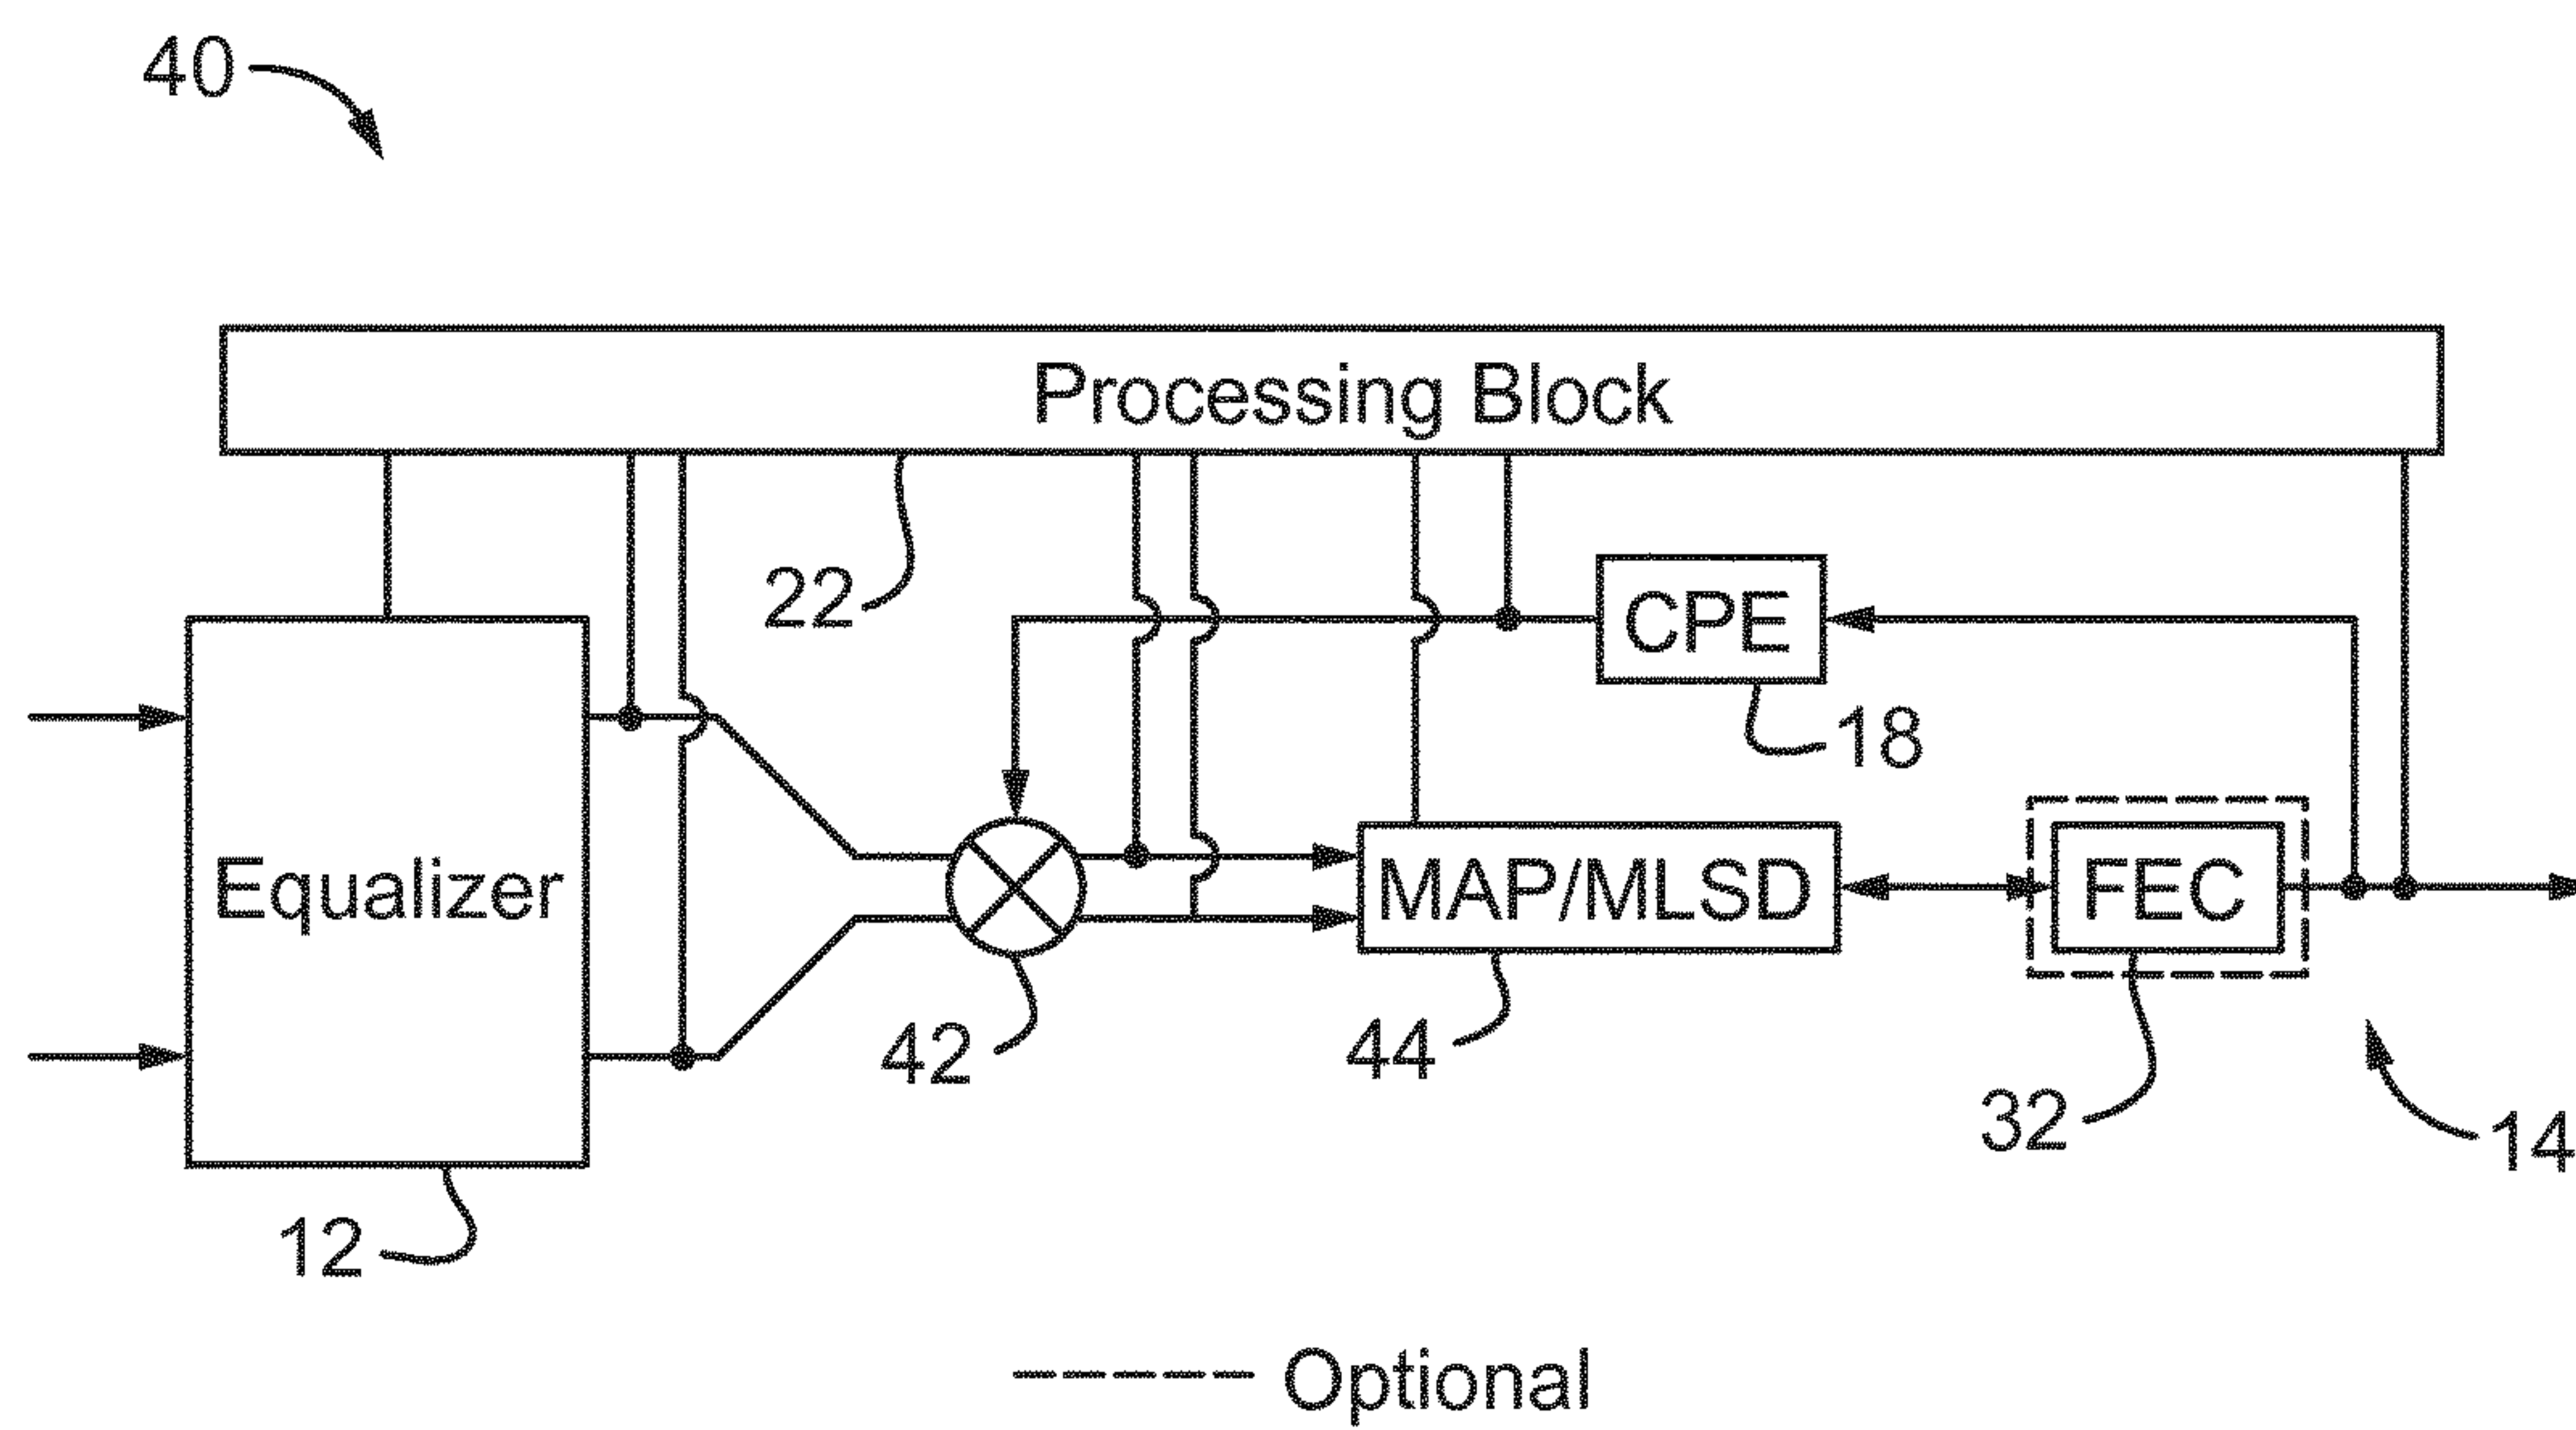 40
Processing Block
22
CPE
18
Equalizer
MAP/MLSD
FEC
42
44
32
14
12
Optional